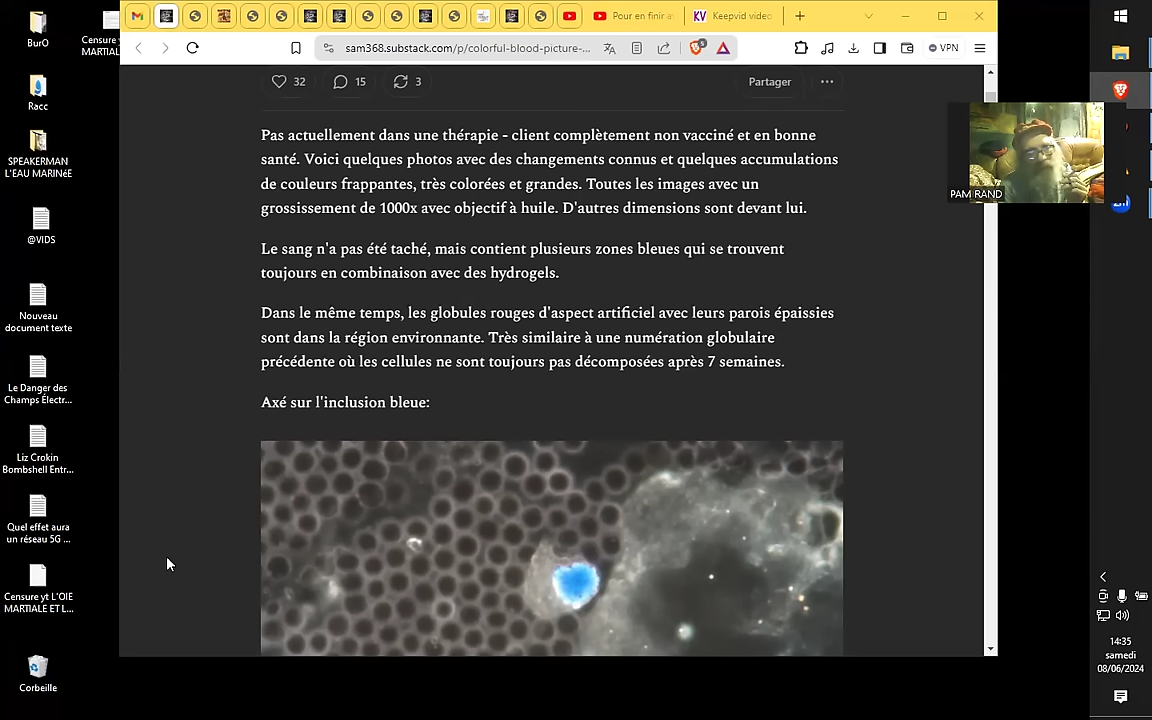 Pour en finir a
Keepvid: video
sam368.substack.com/p/colorful-blood-picture-...
5
VPN
32
15
3
Partager
Pas actuellement dans une thérapie - client complètement non vacciné et en bonne
santé. Voici quelques photos avec des changements connus et quelques accumulations
de couleurs frappantes, très colorées et grandes. Toutes les images avec un
grossissement de 1000x avec objectif à huile. D'autres dimensions sont devant lui.
Le sang n'a pas été taché, mais contient plusieurs zones bleues qui se trouvent
toujours en combinaison avec des hydrogels.
Dans le même temps, les globules rouges d'aspect artificiel avec leurs parois épaissies
sont dans la région environnante. Très similaire à une numération globulaire
précédente où les cellules ne sont toujours pas décomposées après 7 semaines.
Axé sur l'inclusion bleue:
BurO
Censure
MARTIALE
Racc
SPEAKERMAN
L'EAU MARINéE
@VIDS
Nouveau
document texte
Le Danger des
Champs Électr...
Liz Crokin
Bombshell Entr...
Quel effet aura
un réseau 5G ...
Censure yt L'OIE
MARTIALE ET L...
Corbeille
PAM RAND
14:35
samedi
08/06/2024